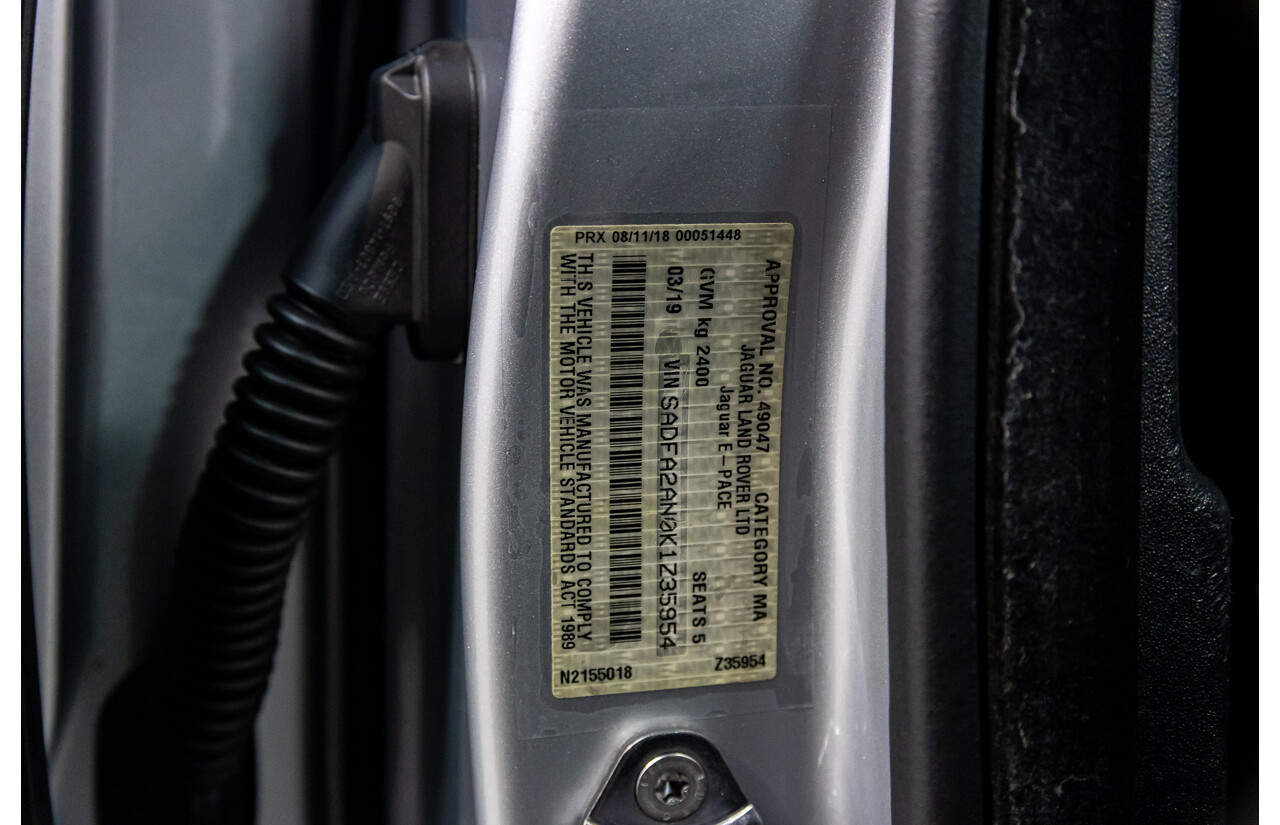 PRX 08/11/18 00051448
APPROVAL NO. 49047 CATEGORY MA
JAGUAR LAND ROVER LTD
Jaguar E-PACE
GVM kg 2400 SEATS 5
03/19 VIN SADFA2AN0K1Z35954
THIS VEHICLE WAS MANUFACTURED TO COMPLY
WITH THE MOTOR VEHICLE STANDARDS ACT 1989
N2155018 Z35954